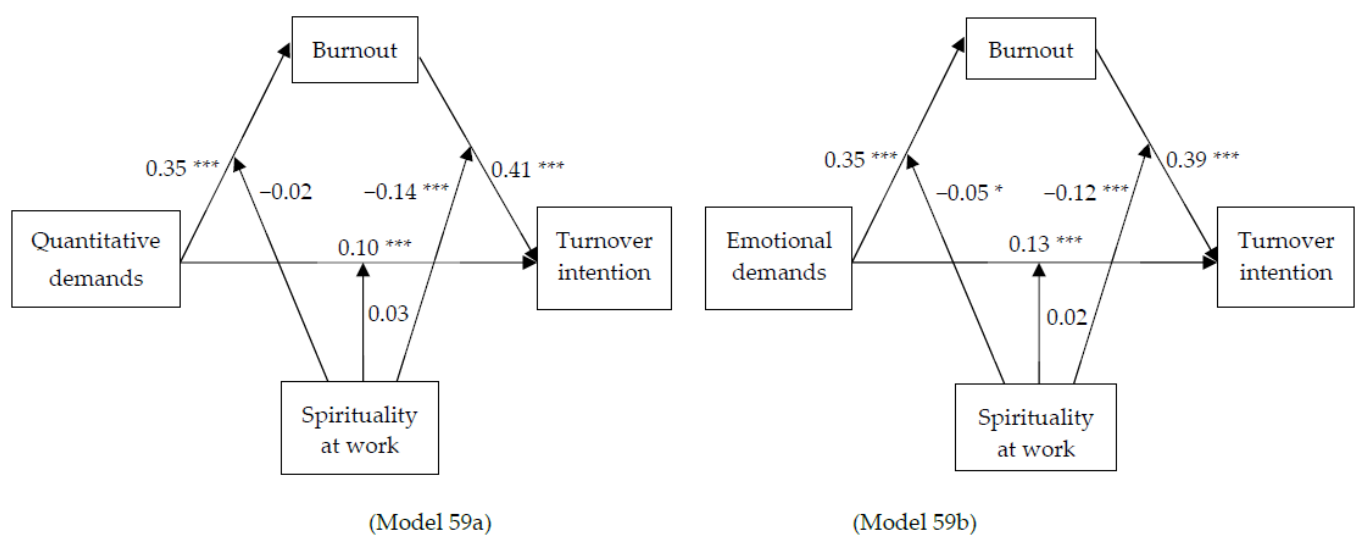 Burnout
0.35 ***
−0.02
−0.14 ***
0.41 ***
Quantitative
demands
0.10 ***
Turnover
intention
0.03
Spirituality
at work
(Model 59a)
Burnout
0.35 ***
−0.05 *
−0.12 ***
0.39 ***
Emotional
demands
0.13 ***
Turnover
intention
0.02
Spirituality
at work
(Model 59b)